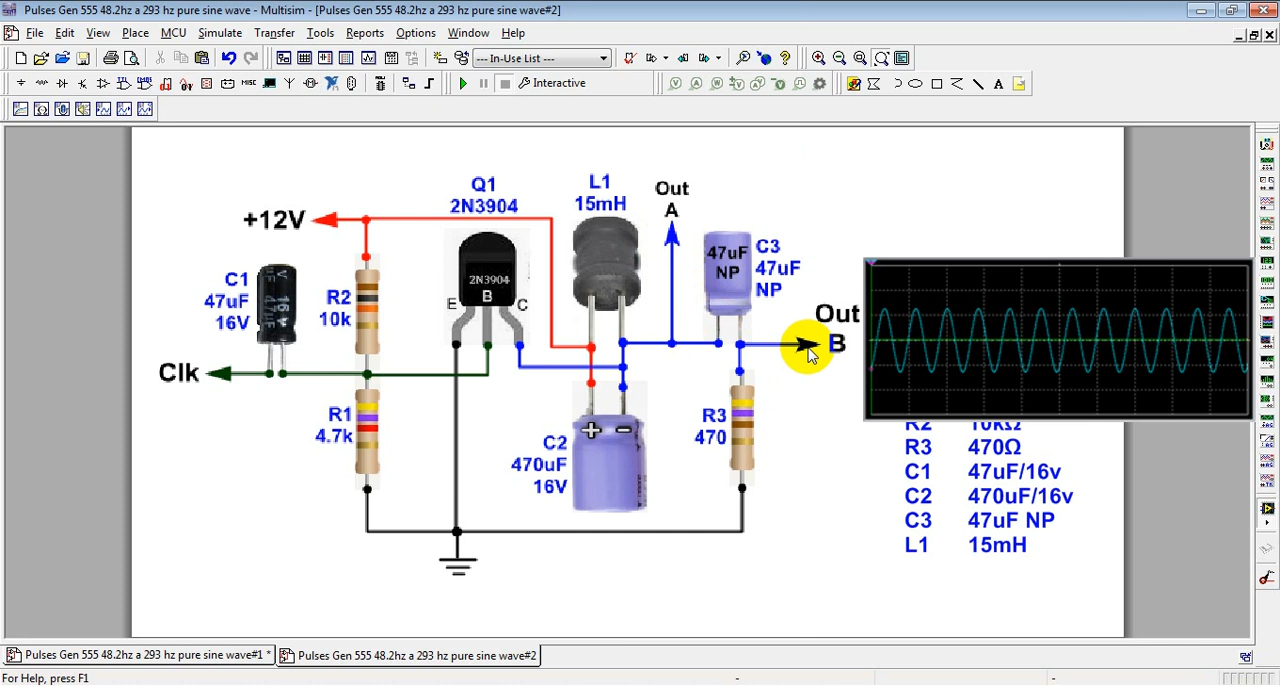 Pulses Gen 555 48.2hz a 293 hz pure sine wave - Multisim - [Pulses Gen 555 48.2hz a 293 hz pure sine wave#2]
File Edit View Place MCU Simulate Transfer Tools Reports Options Window Help
--- In-Use List ---
MISC
Interactive
Q1
2N3904
L1
15mH
Out
A
+12V
C1
47uF
16V
V 16V
47µF
R2
10k
2N3904
B
E
C
47uF
NP
C3
47uF
NP
Out
B
Clk
R1
4.7k
C2
470uF
16V
+ -
R3
470
R2 10kΩ
R3 470Ω
C1 47uF/16v
C2 470uF/16v
C3 47uF NP
L1 15mH
Pulses Gen 555 48.2hz a 293 hz pure sine wave#1 *
Pulses Gen 555 48.2hz a 293 hz pure sine wave#2
For Help, press F1